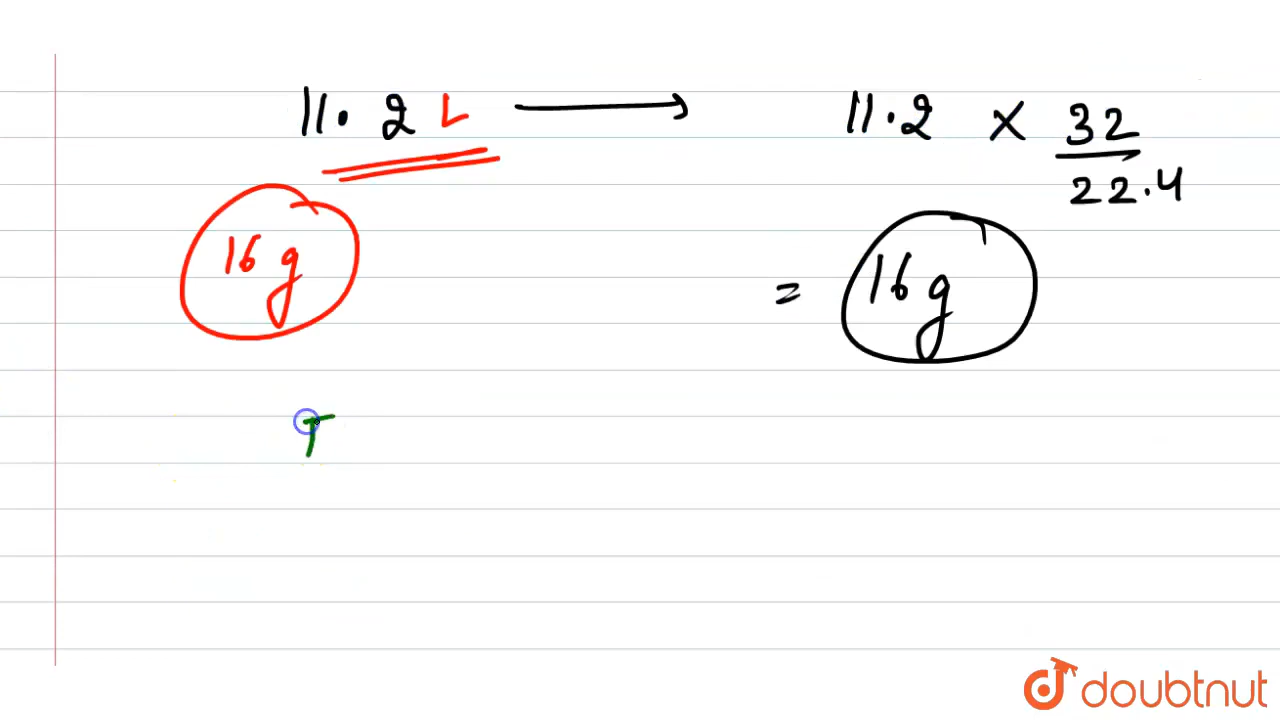 11.2 L ⟶ 11.2 × 32/22.4
16 g = 16 g
T
doubtnut